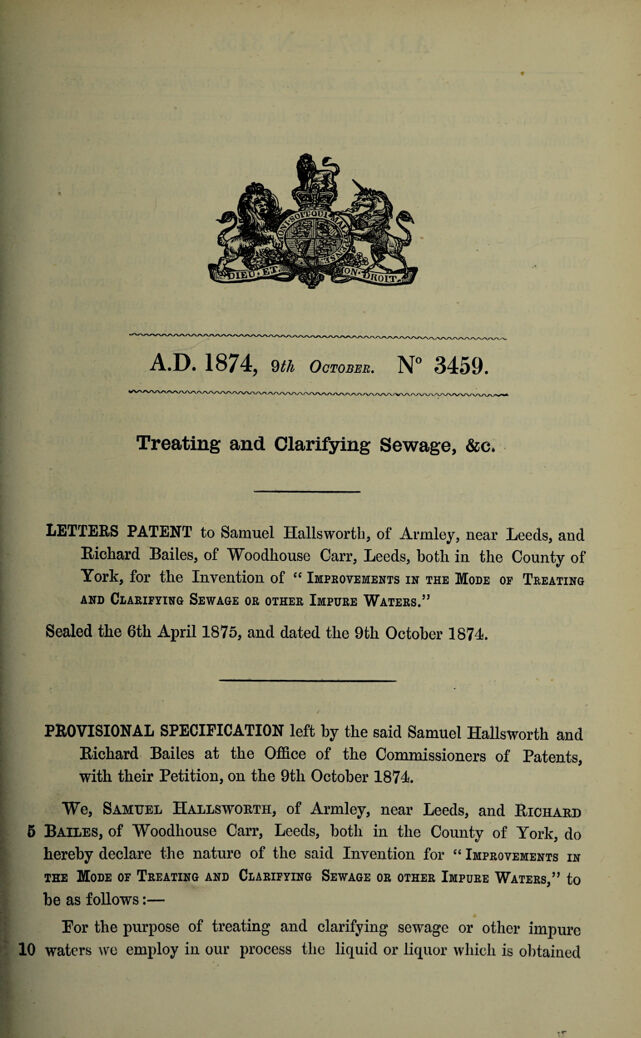 HONI·SOIT·QUI·MAL
DIEU·ET·MON·DROIT
A.D. 1874, 9th OCTOBER. N° 3459.
Treating and Clarifying Sewage, &c.
LETTERS PATENT to Samuel Hallsworth, of Armley, near Leeds, and
Richard Bailes, of Woodhouse Carr, Leeds, both in the County of
York, for the Invention of “ IMPROVEMENTS IN THE MODE OF TREATING
AND CLARIFYING SEWAGE OR OTHER IMPURE WATERS.”
Sealed the 6th April 1875, and dated the 9th October 1874.
PROVISIONAL SPECIFICATION left by the said Samuel Hallsworth and
Richard Bailes at the Office of the Commissioners of Patents,
with their Petition, on the 9th October 1874.
We, SAMUEL HALLSWORTH, of Armley, near Leeds, and RICHARD
5 BAILES, of Woodhouse Carr, Leeds, both in the County of York, do
hereby declare the nature of the said Invention for “ IMPROVEMENTS IN
THE MODE OF TREATING AND CLARIFYING SEWAGE OR OTHER IMPURE WATERS,” to
be as follows :—
For the purpose of treating and clarifying sewage or other impure
10 waters we employ in our process the liquid or liquor which is obtained